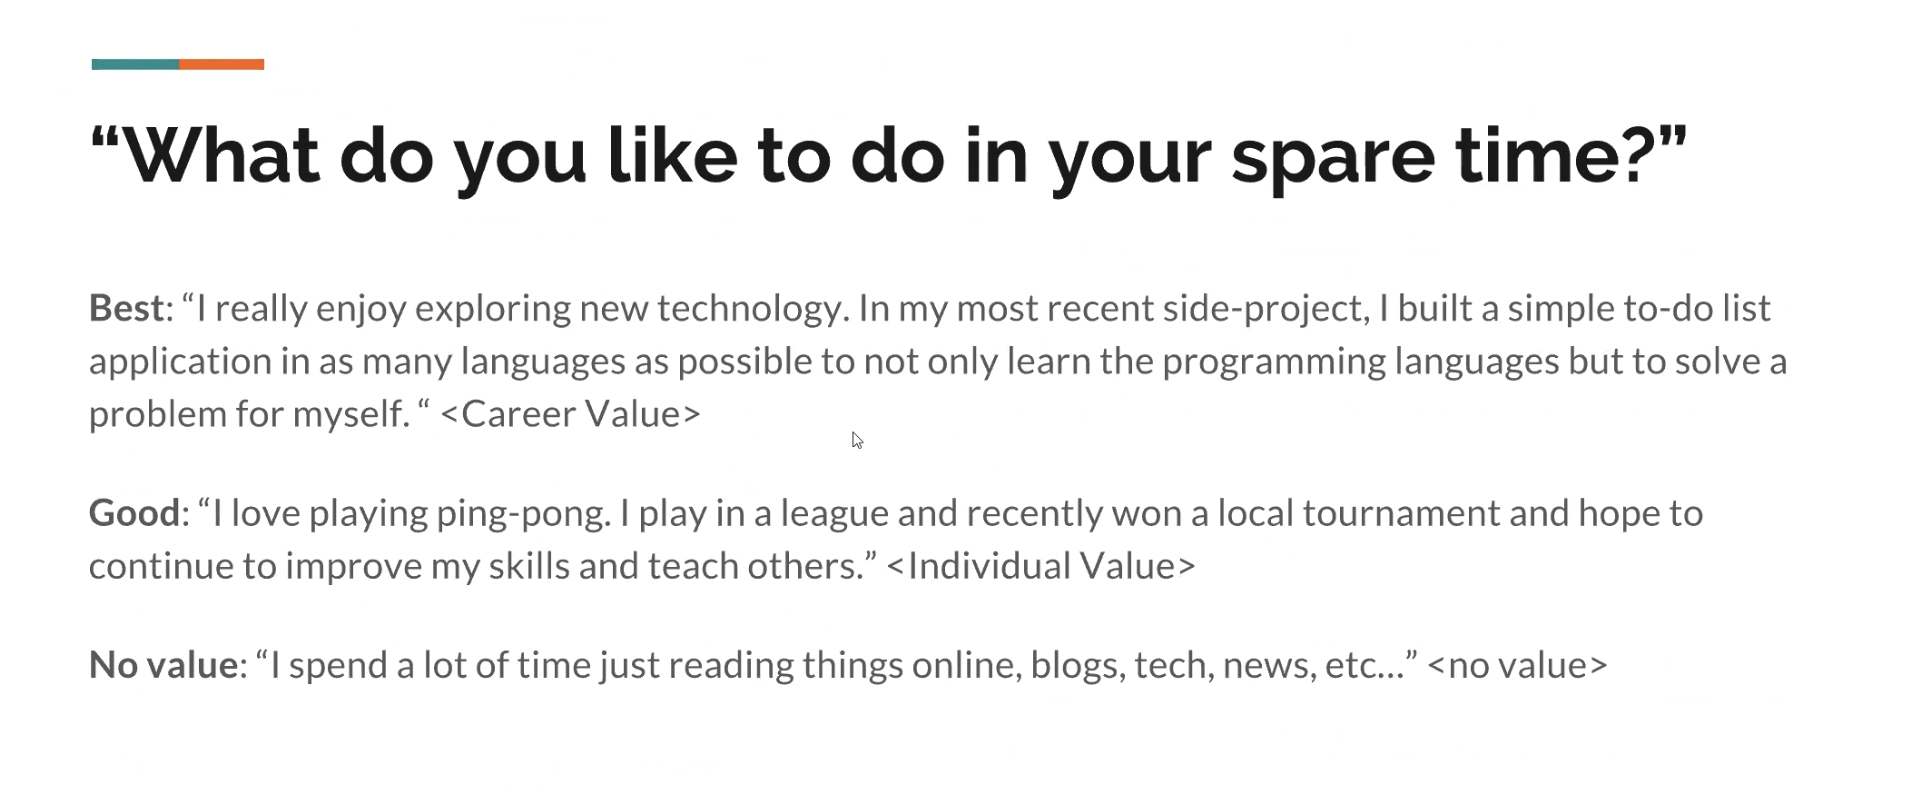 “What do you like to do in your spare time?”
Best: “I really enjoy exploring new technology. In my most recent side-project, I built a simple to-do list
application in as many languages as possible to not only learn the programming languages but to solve a
problem for myself. “ <Career Value>
Good: “I love playing ping-pong. I play in a league and recently won a local tournament and hope to
continue to improve my skills and teach others.” <Individual Value>
No value: “I spend a lot of time just reading things online, blogs, tech, news, etc...” <no value>